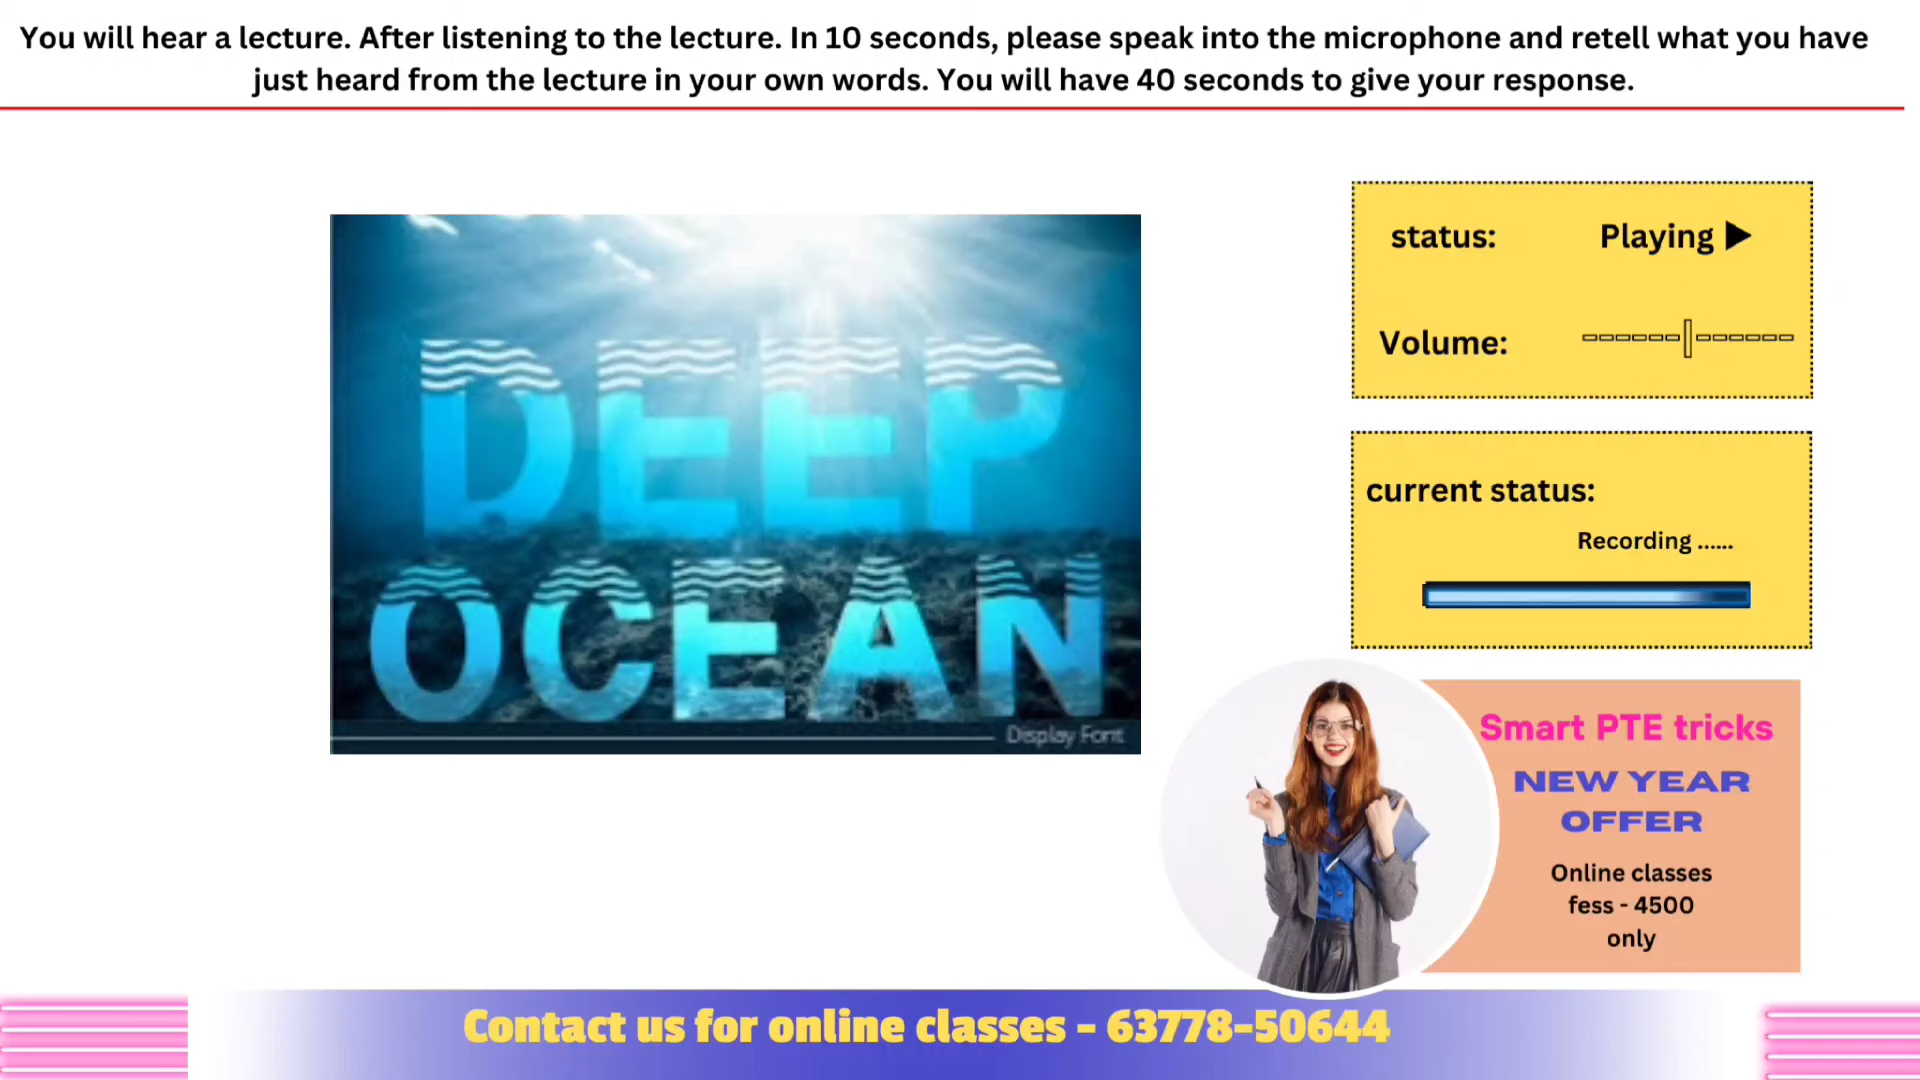 You will hear a lecture. After listening to the lecture. In 10 seconds, please speak into the microphone and retell what you have
just heard from the lecture in your own words. You will have 40 seconds to give your response.
DEEP
OCEAN
Display Font
status: Playing
Volume:
current status:
Recording ......
Smart PTE tricks
NEW YEAR
OFFER
Online classes
fess - 4500
only
Contact us for online classes - 63778-50644